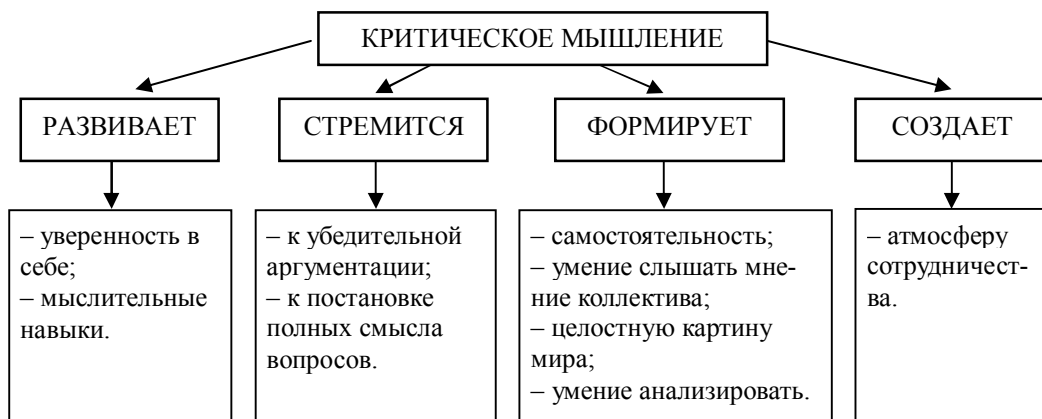 КРИТИЧЕСКОЕ МЫШЛЕНИЕ
РАЗВИВАЕТ
СТРЕМИТСЯ
ФОРМИРУЕТ
СОЗДАЕТ
– уверенность в
себе;
– мыслительные
навыки.
– к убедительной
аргументации;
– к постановке
полных смысла
вопросов.
– самостоятельность;
– умение слышать мне-
ние коллектива;
– целостную картину
мира;
– умение анализировать.
– атмосферу
сотрудничест-
ва.